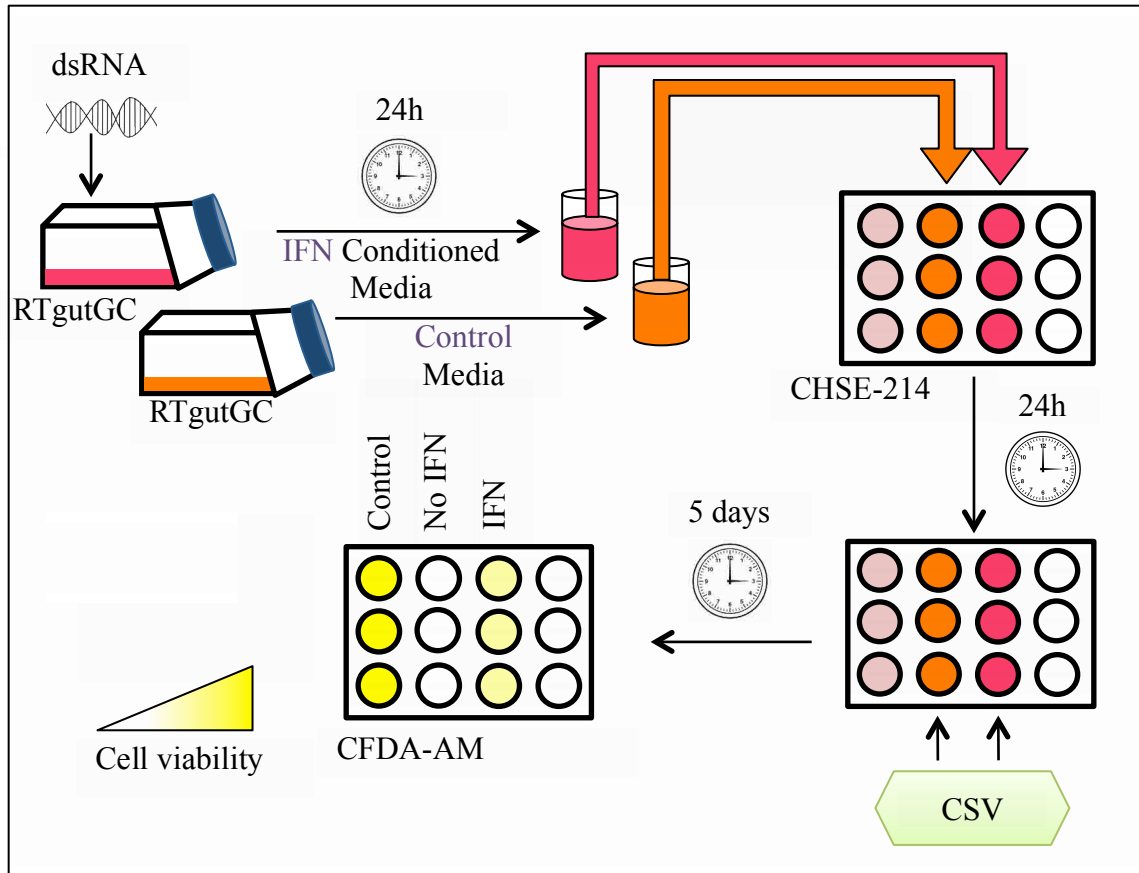 dsRNA
24h
IFN Conditioned
Media
RTgutGC
Control
Media
RTgutGC
CHSE-214
24h
Control
No IFN
IFN
5 days
Cell viability
CFDA-AM
CSV